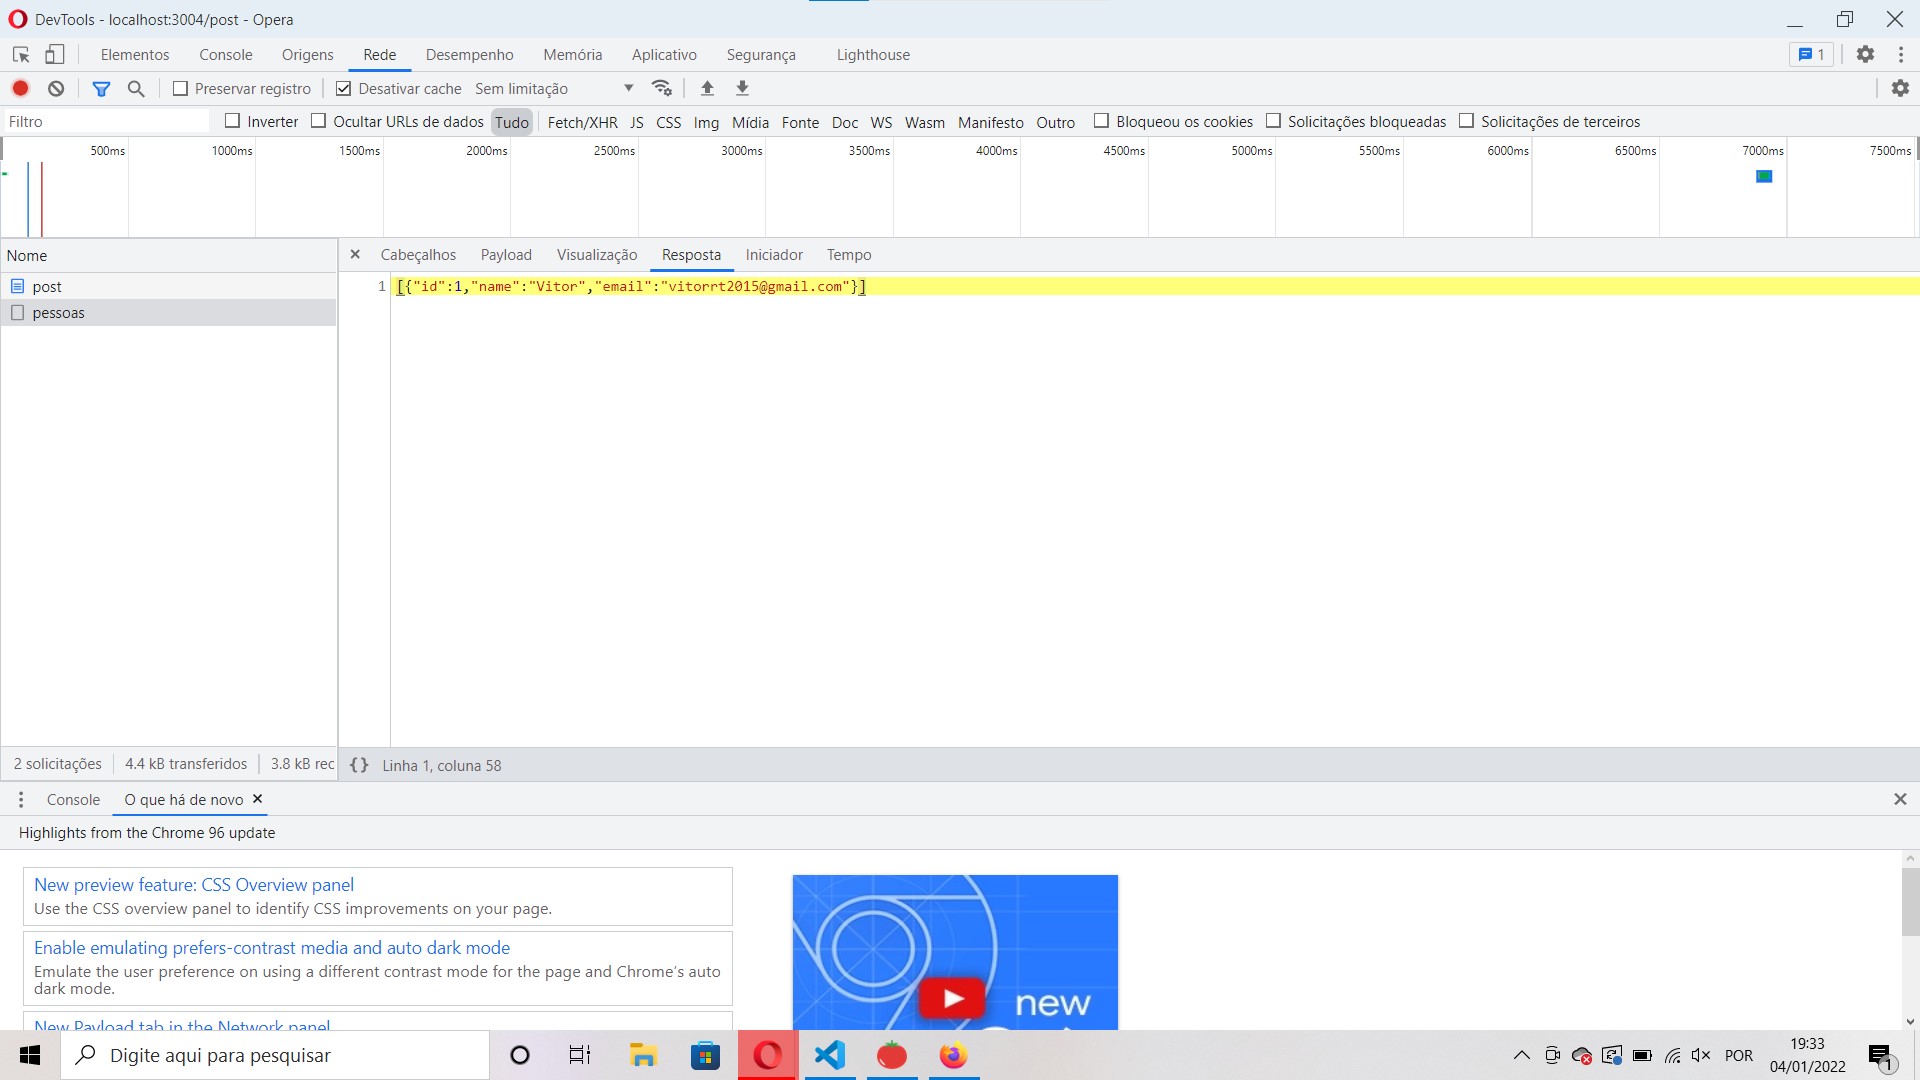 DevTools - localhost:3004/post - Opera
Elementos Console Origens Rede Desempenho Memória Aplicativo Segurança Lighthouse 1
Preservar registro Desativar cache Sem limitação
Filtro Inverter Ocultar URLs de dados Tudo Fetch/XHR JS CSS Img Mídia Fonte Doc WS Wasm Manifesto Outro Bloqueou os cookies Solicitações bloqueadas Solicitações de terceiros
500ms 1000ms 1500ms 2000ms 2500ms 3000ms 3500ms 4000ms 4500ms 5000ms 5500ms 6000ms 6500ms 7000ms 7500ms
Nome
post
pessoas
Cabeçalhos Payload Visualização Resposta Iniciador Tempo
1 [{"id":1,"name":"Vitor","email":"vitorrt2015@gmail.com"}]
2 solicitações 4.4 kB transferidos 3.8 kB rec
{} Linha 1, coluna 58
Console O que há de novo
Highlights from the Chrome 96 update
New preview feature: CSS Overview panel
Use the CSS overview panel to identify CSS improvements on your page.
Enable emulating prefers-contrast media and auto dark mode
Emulate the user preference on using a different contrast mode for the page and Chrome's auto
dark mode.
New Payload tab in the Network panel
new
Digite aqui para pesquisar
POR
19:33
04/01/2022
1